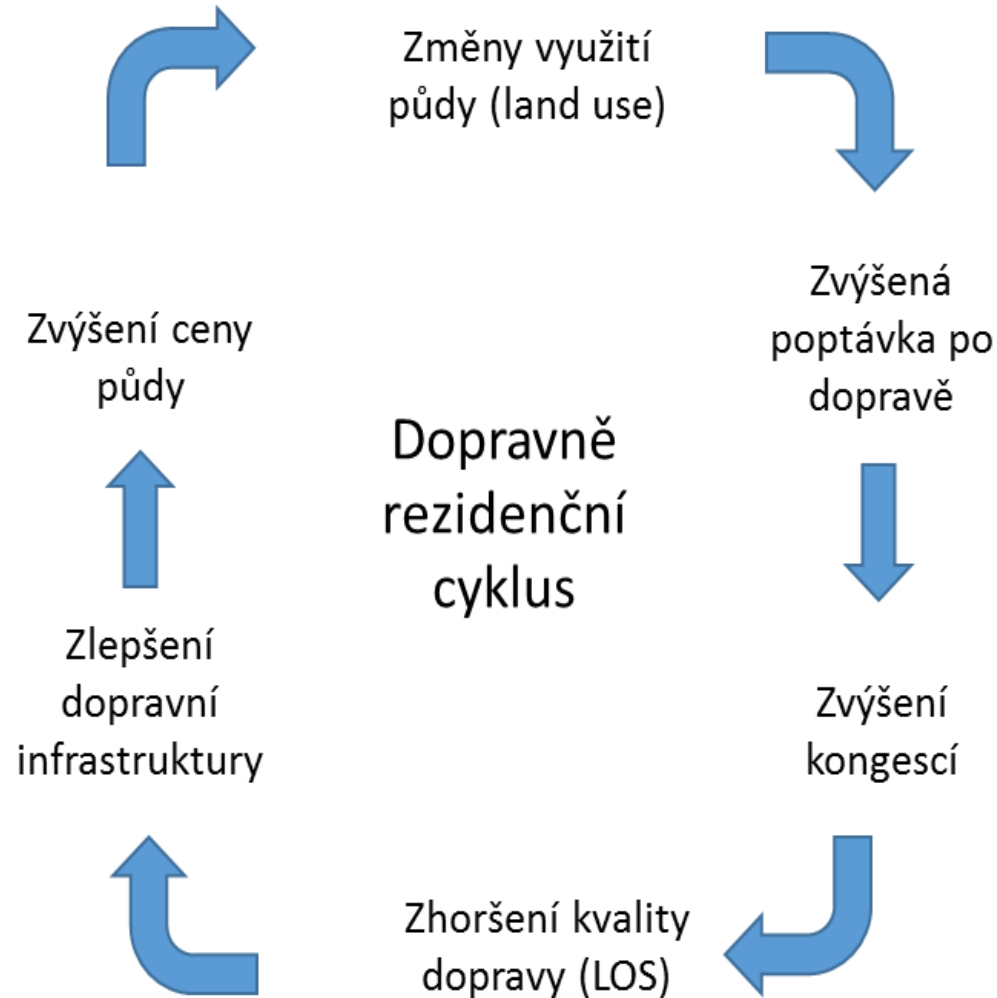 Změny využití
půdy (land use)
Zvýšená
poptávka po
dopravě
Zvýšení
kongescí
Zhoršení kvality
dopravy (LOS)
Zlepšení
dopravní
infrastruktury
Zvýšení ceny
půdy
Dopravně
rezidenční
cyklus